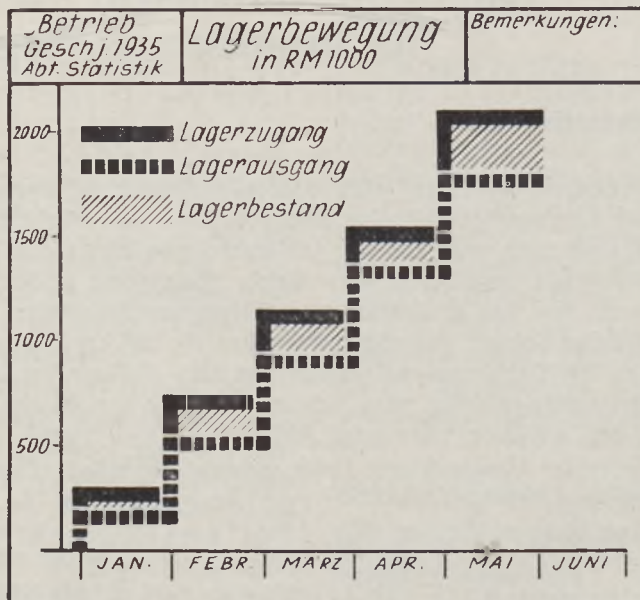 Betrieb
Geschj. 1935
Abt. Statistik
Lagerbewegung
in RM 1000
Bemerkungen:
2000
1500
1000
500
Lagerzugang
Lagerausgang
Lagerbestand
JAN. FEBR. MÄRZ APR. MAI JUNI